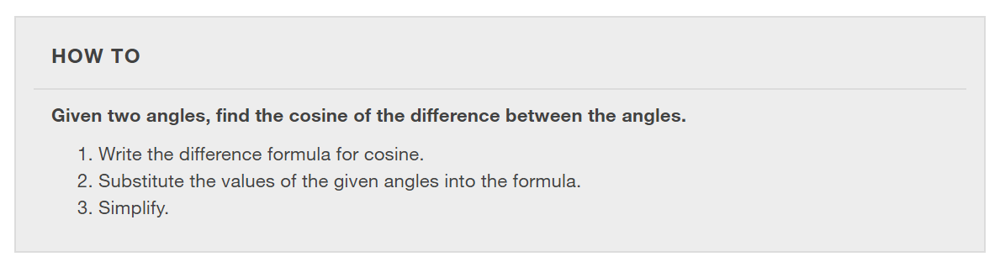 HOW TO
Given two angles, find the cosine of the difference between the angles.
1. Write the difference formula for cosine.
2. Substitute the values of the given angles into the formula.
3. Simplify.